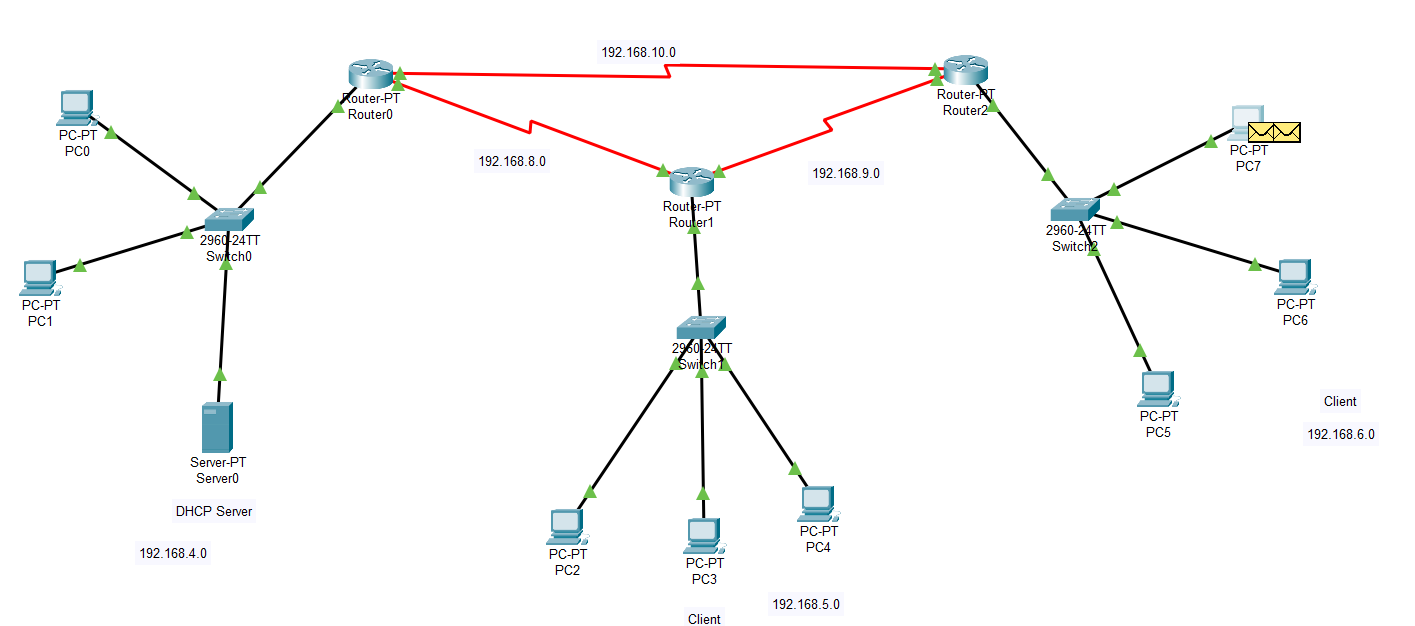 192.168.10.0
Router-PT
Router0
Router-PT
Router2
PC-PT
PC0
192.168.8.0
192.168.9.0
PC-PT
PC7
Router-PT
Router1
2960-24TT
Switch0
2960-24TT
Switch2
PC-PT
PC1
PC-PT
PC6
2960-24TT
Switch1
PC-PT
PC5
Client
192.168.6.0
Server-PT
Server0
DHCP Server
192.168.4.0
PC-PT
PC2
PC-PT
PC3
PC-PT
PC4
192.168.5.0
Client